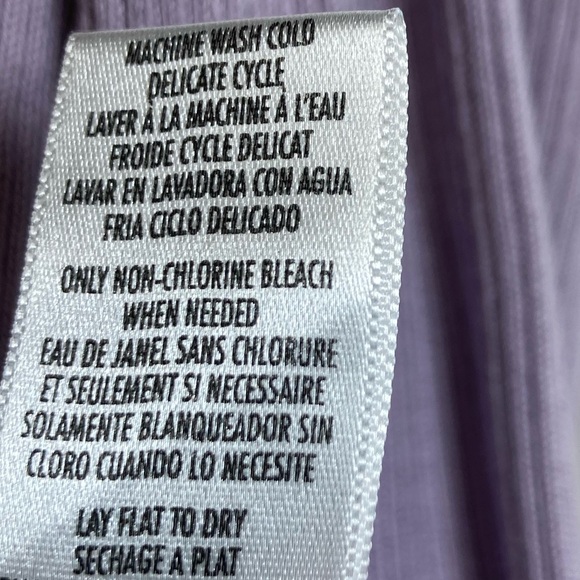 MACHINE WASH COLD
DELICATE CYCLE
LAVER À LA MACHINE À L'EAU
FROIDE CYCLE DELICAT
LAVAR EN LAVADORA CON AGUA
FRIA CICLO DELICADO
ONLY NON-CHLORINE BLEACH
WHEN NEEDED
EAU DE JANEL SANS CHLORURE
ET SEULEMENT SI NECESSAIRE
SOLAMENTE BLANQUEADOR SIN
CLORO CUANDO LO NECESITE
LAY FLAT TO DRY
SECHAGE A PLAT